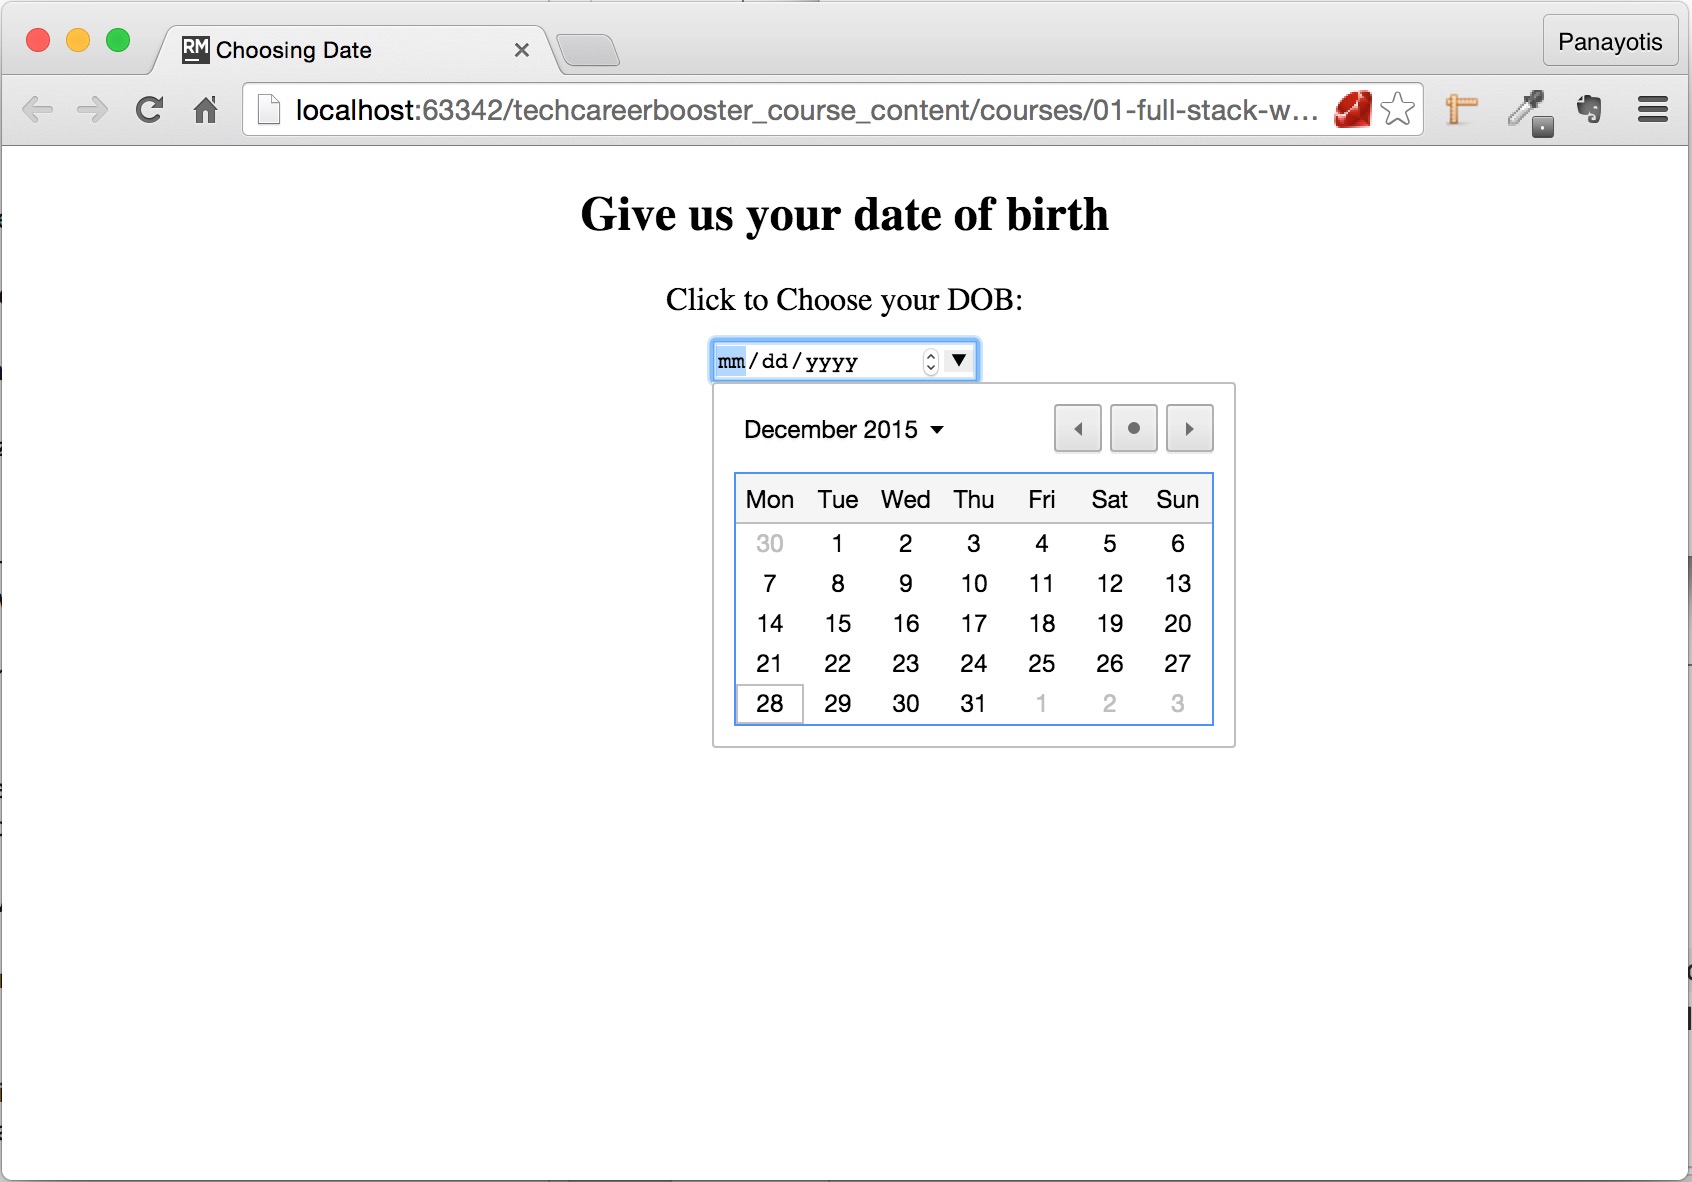 RM Choosing Date
Panayotis
localhost:63342/techcareerbooster_course_content/courses/01-full-stack-w...
Give us your date of birth
Click to Choose your DOB:
mm/dd/yyyy
December 2015
Mon Tue Wed Thu Fri Sat Sun
30 1 2 3 4 5 6
7 8 9 10 11 12 13
14 15 16 17 18 19 20
21 22 23 24 25 26 27
28 29 30 31 1 2 3